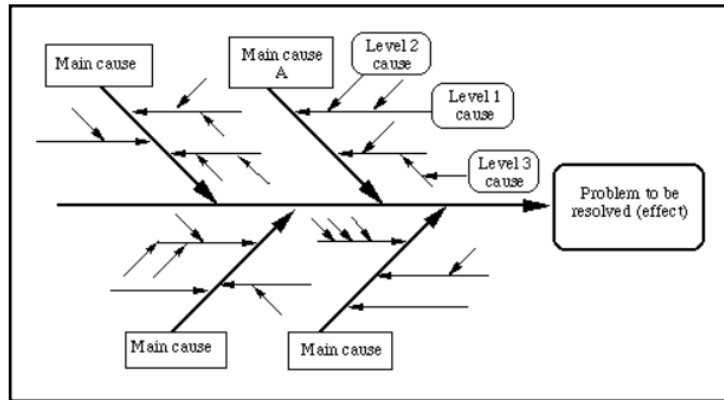 Main cause
Main cause
A
Level 2
cause
Level 1
cause
Level 3
cause
Problem to be
resolved (effect)
Main cause
Main cause